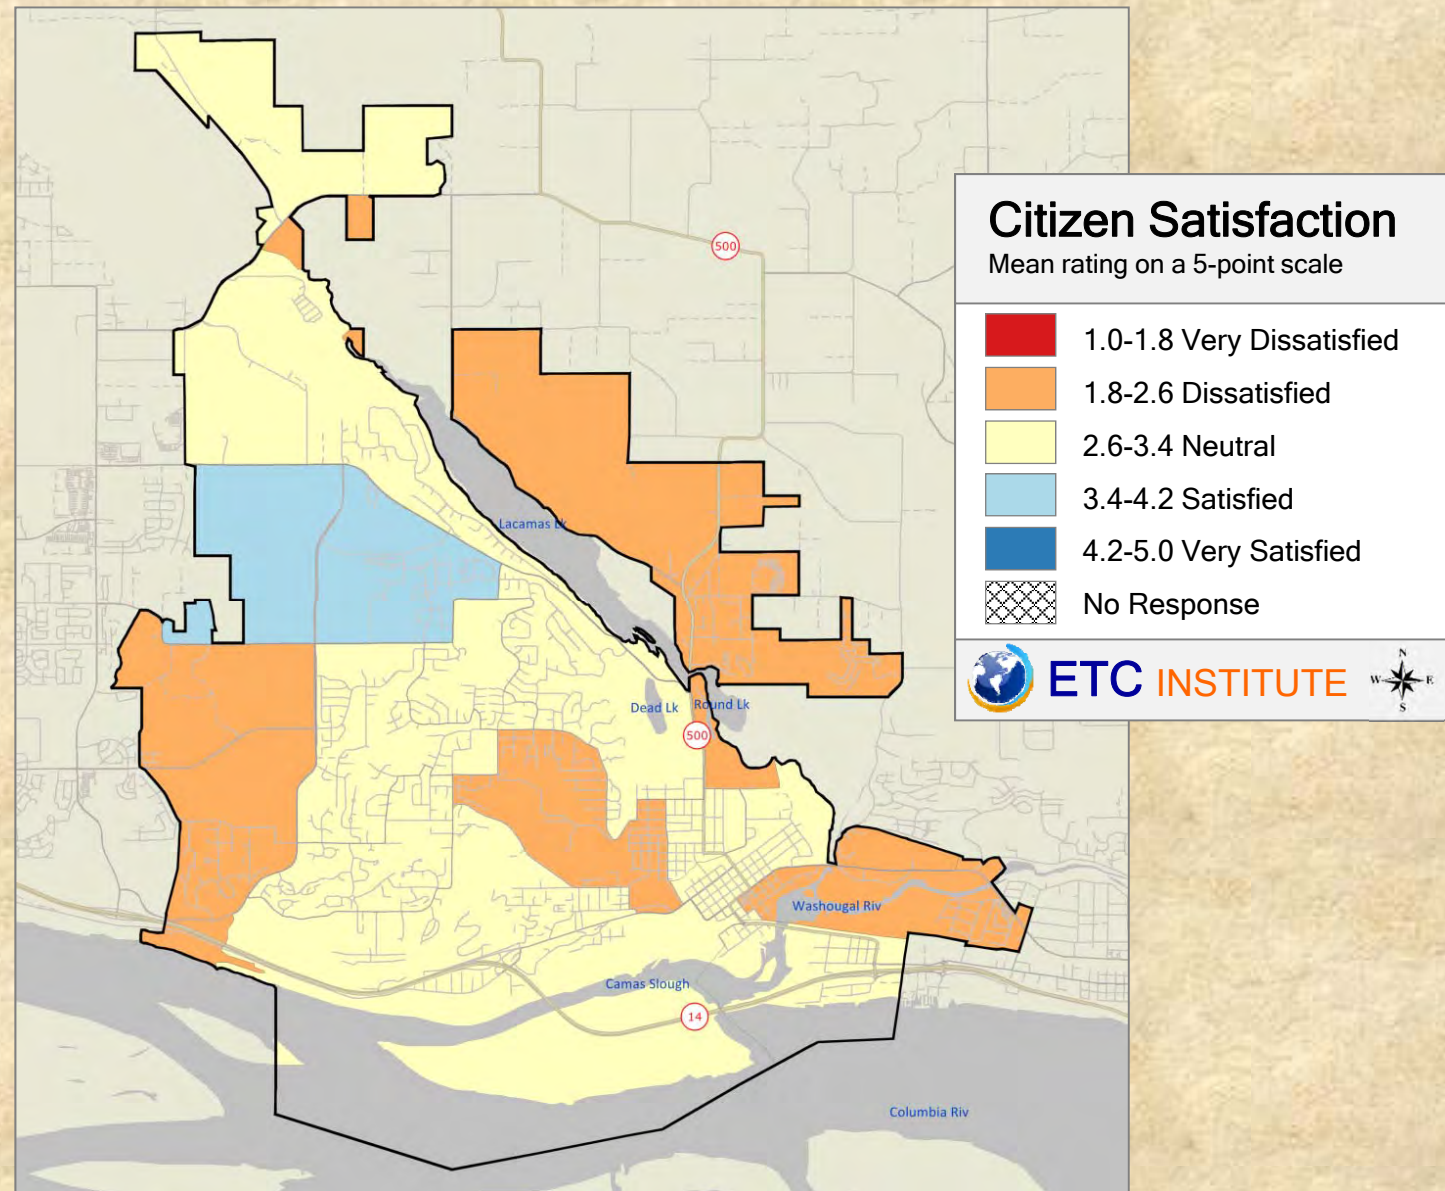 500
Citizen Satisfaction
Mean rating on a 5-point scale
1.0-1.8 Very Dissatisfied
1.8-2.6 Dissatisfied
2.6-3.4 Neutral
3.4-4.2 Satisfied
4.2-5.0 Very Satisfied
No Response
ETC INSTITUTE
N
W E
S
Lacamas Lk
Dead Lk
Round Lk
500
Washougal Riv
Camas Slough
14
Columbia Riv